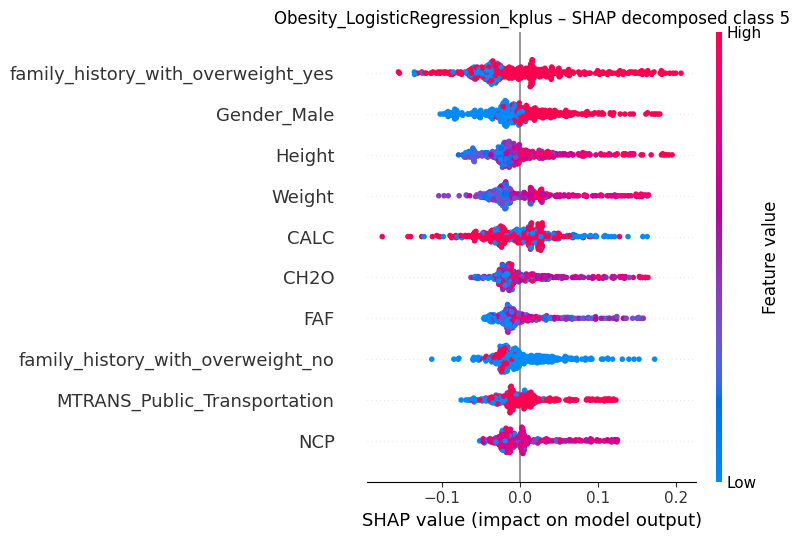 Obesity_LogisticRegression_kplus – SHAP decomposed class 5
High
family_history_with_overweight_yes
Gender_Male
Height
Weight
CALC
CH2O
FAF
family_history_with_overweight_no
MTRANS_Public_Transportation
NCP
Feature value
Low
−0.1 0.0 0.1 0.2
SHAP value (impact on model output)